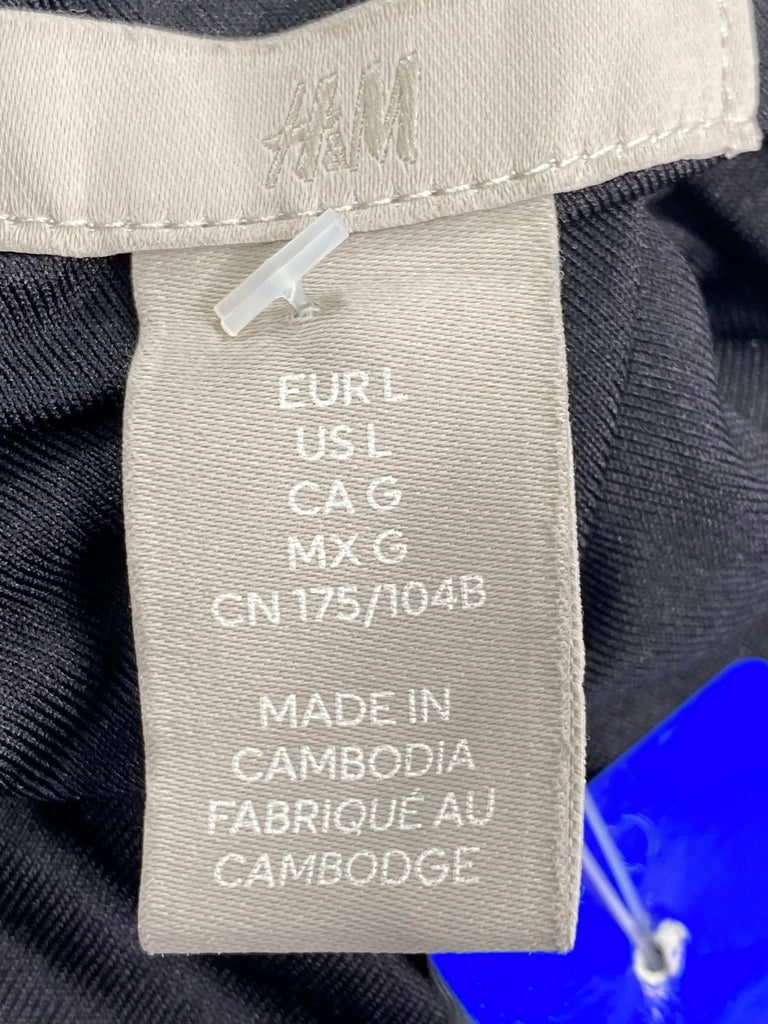 H&M
EUR L
US L
CA G
MX G
CN 175/104B
MADE IN
CAMBODIA
FABRIQUÉ AU
CAMBODGE